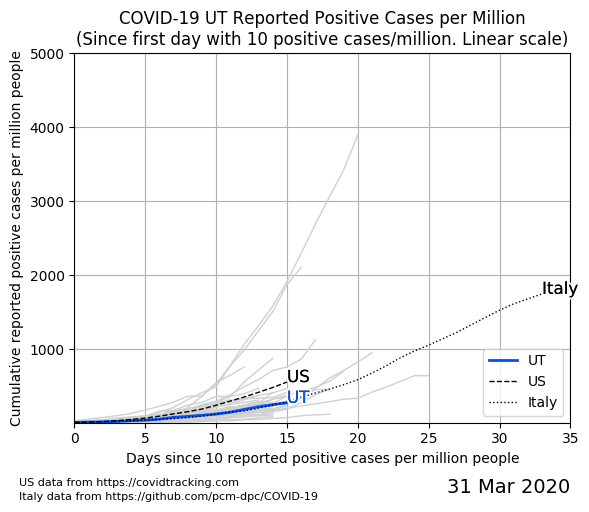 COVID-19 UT Reported Positive Cases per Million
(Since first day with 10 positive cases/million. Linear scale)
Cumulative reported positive cases per million people
5000
4000
3000
2000
1000
Italy
US
UT
UT
US
Italy
0 5 10 15 20 25 30 35
Days since 10 reported positive cases per million people
US data from https://covidtracking.com
Italy data from https://github.com/pcm-dpc/COVID-19
31 Mar 2020